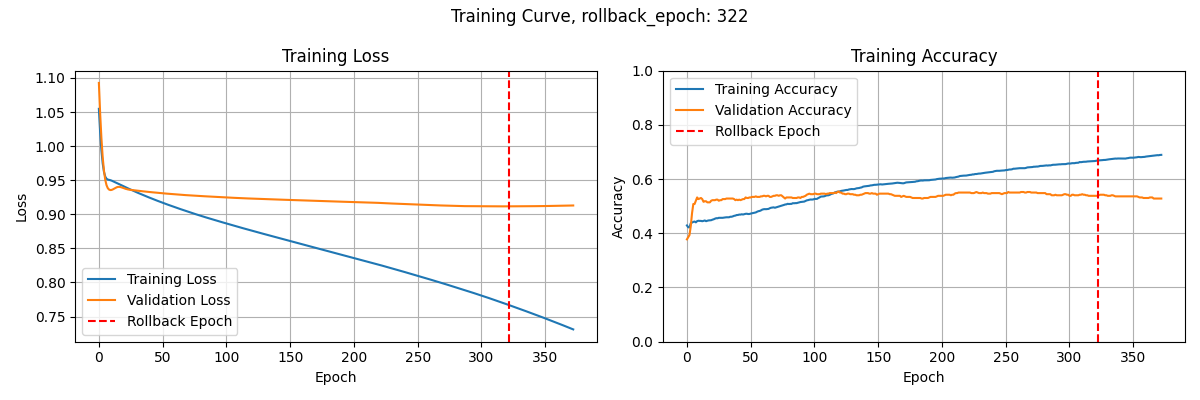 Training Curve, rollback_epoch: 322
Training Loss
Loss
1.10
1.05
1.00
0.95
0.90
0.85
0.80
0.75
Training Loss
Validation Loss
Rollback Epoch
0
50
100
150
200
250
300
350
Epoch
Training Accuracy
Accuracy
1.0
0.8
0.6
0.4
0.2
0.0
Training Accuracy
Validation Accuracy
Rollback Epoch
0
50
100
150
200
250
300
350
Epoch